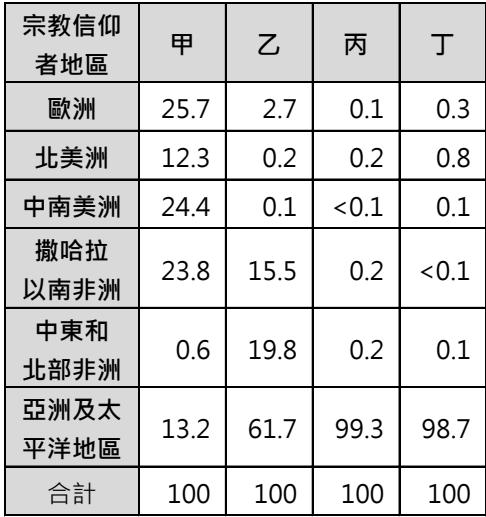 宗教信仰
者地區
甲 乙 丙 丁
歐洲 25.7 2.7 0.1 0.3
北美洲 12.3 0.2 0.2 0.8
中南美洲 24.4 0.1 <0.1 0.1
撒哈拉
以南非洲 23.8 15.5 0.2 <0.1
中東和
北部非洲 0.6 19.8 0.2 0.1
亞洲及太
平洋地區 13.2 61.7 99.3 98.7
合計 100 100 100 100